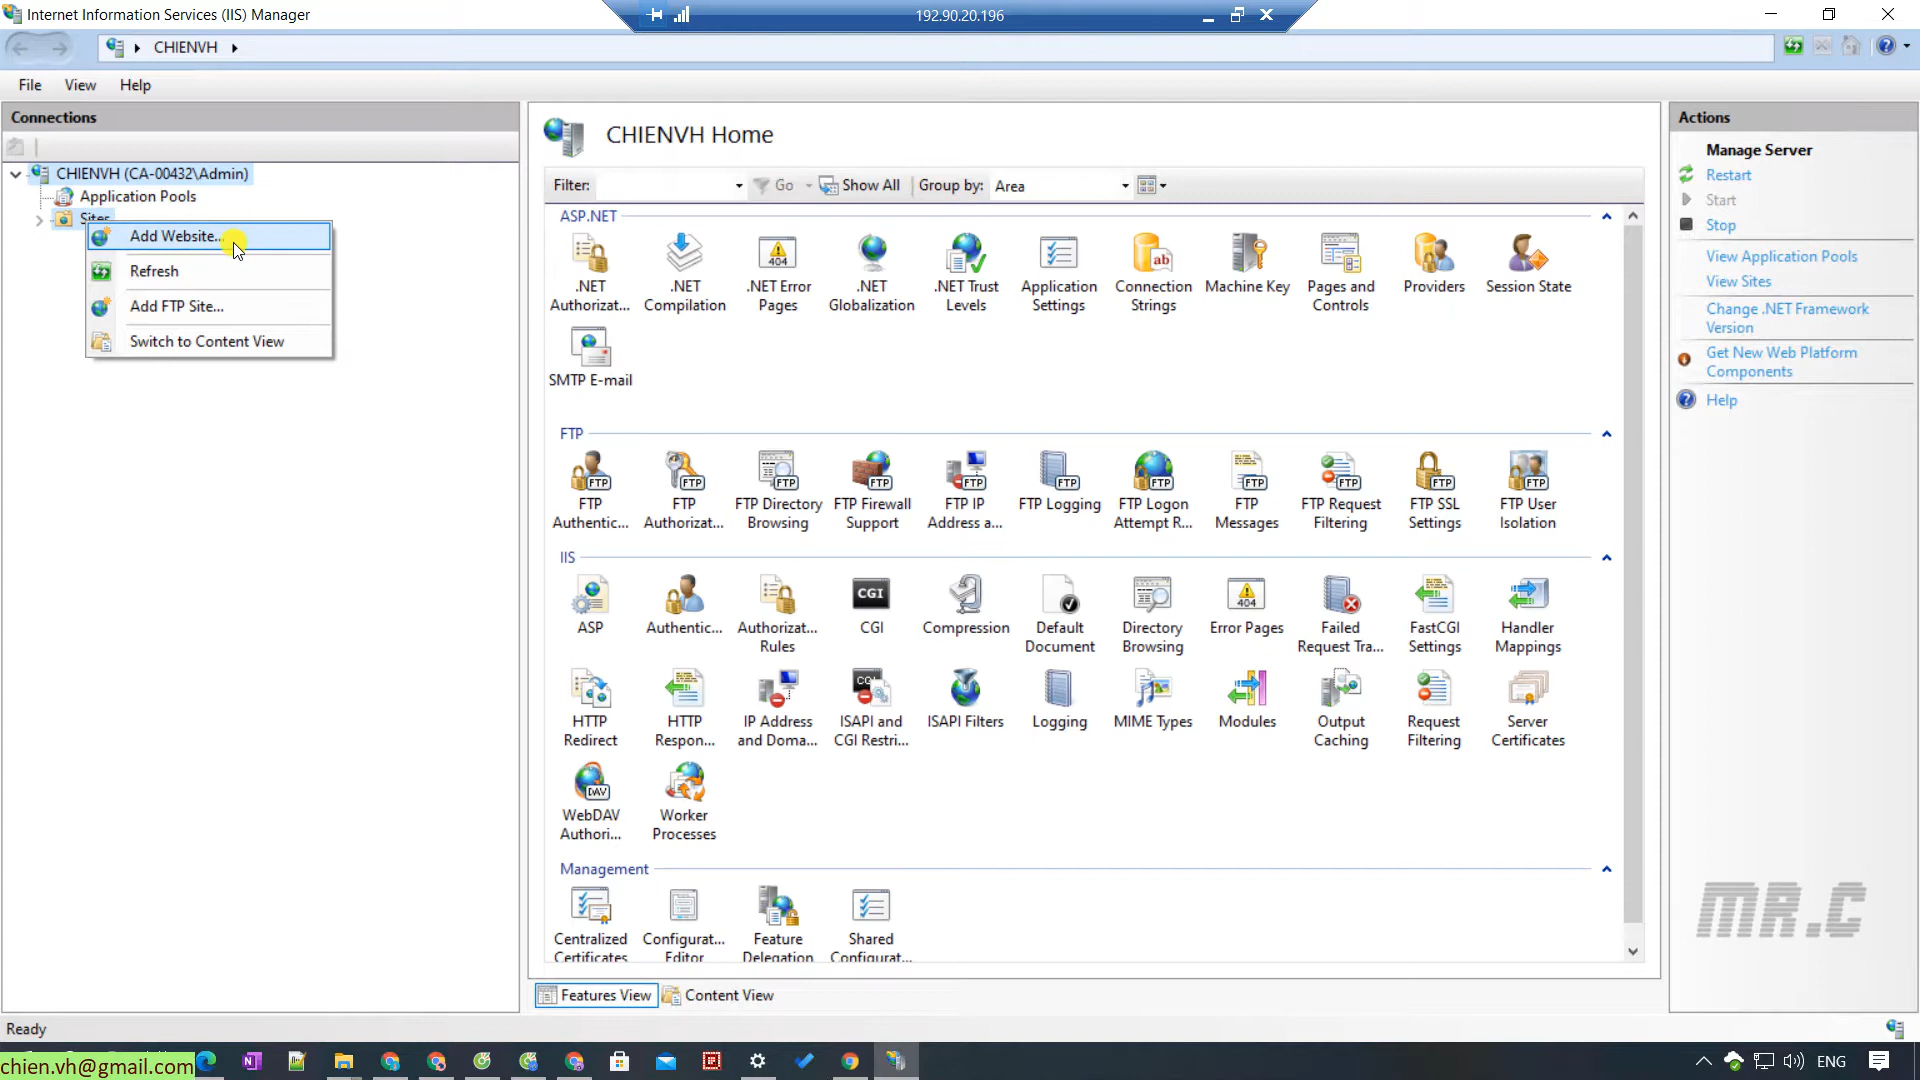 Internet Information Services (IIS) Manager
192.90.20.196
CHIENVH
File View Help
Connections
CHIENVH (CA-00432\Admin)
Application Pools
Sites
Add Website...
Refresh
Add FTP Site...
Switch to Content View
CHIENVH Home
Filter: Go Show All Group by: Area
ASP.NET
.NET Authorizat...
.NET Compilation
.NET Error Pages
.NET Globalization
.NET Trust Levels
Application Settings
Connection Strings
Machine Key
Pages and Controls
Providers
Session State
SMTP E-mail
FTP
FTP Authentic...
FTP Authorizat...
FTP Directory Browsing
FTP Firewall Support
FTP IP Address a...
FTP Logging
FTP Logon Attempt R...
FTP Messages
FTP Request Filtering
FTP SSL Settings
FTP User Isolation
IIS
ASP
Authentic...
Authorizat... Rules
CGI
Compression
Default Document
Directory Browsing
Error Pages
Failed Request Tra...
FastCGI Settings
Handler Mappings
HTTP Redirect
HTTP Respon...
IP Address and Doma...
ISAPI and CGI Restri...
ISAPI Filters
Logging
MIME Types
Modules
Output Caching
Request Filtering
Server Certificates
WebDAV Authori...
Worker Processes
Management
Centralized Certificates
Configurat... Editor
Feature Delegation
Shared Configurat...
Features View Content View
Actions
Manage Server
Restart
Start
Stop
View Application Pools
View Sites
Change .NET Framework
Version
Get New Web Platform
Components
Help
MR.C
Ready
chien.vh@gmail.com
ENG